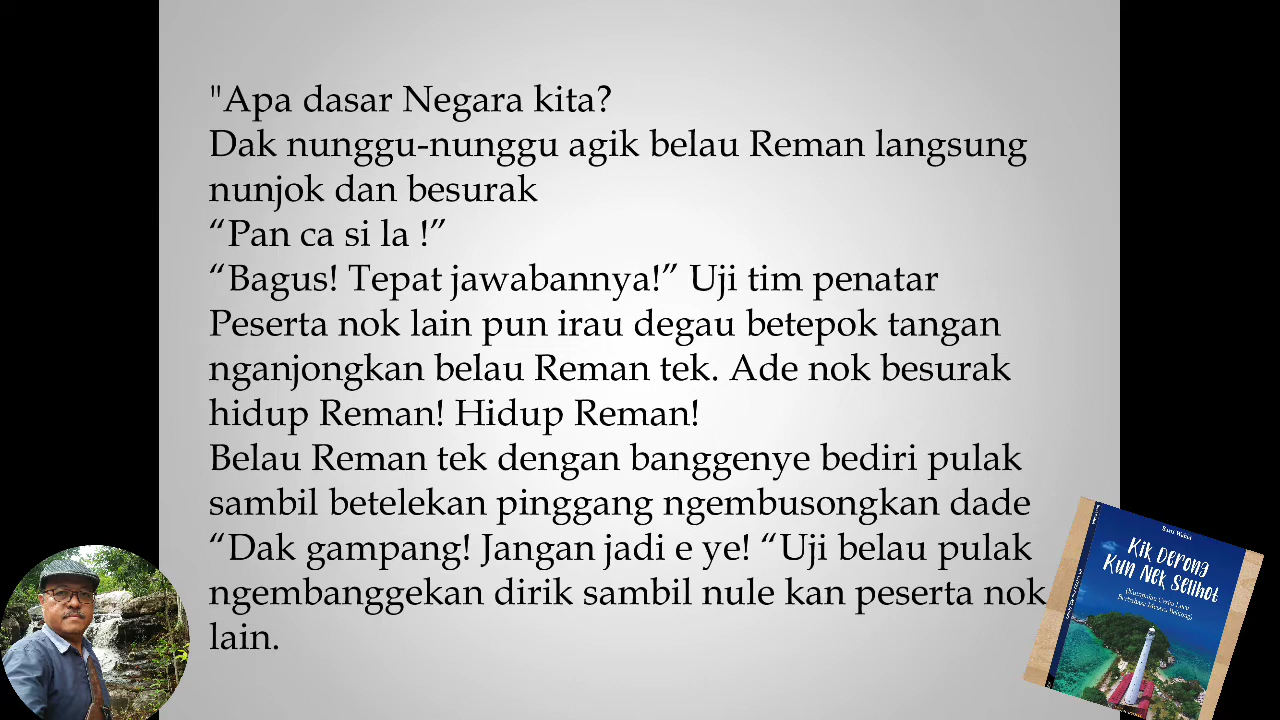 "Apa dasar Negara kita?
Dak nunggu-nunggu agik belau Reman langsung
nunjok dan besurak
“Pan ca si la !”
“Bagus! Tepat jawabannya!” Uji tim penatar
Peserta nok lain pun irau degau betepok tangan
nganjongkan belau Reman tek. Ade nok besurak
hidup Reman! Hidup Reman!
Belau Reman tek dengan banggenye bediri pulak
sambil betelekan pinggang ngembusongkan dade
“Dak gampang! Jangan jadi e ye! “Uji belau pulak
ngembanggekan dirik sambil nule kan peserta nok
lain.
Kik Derong
Kun Nek Selihot